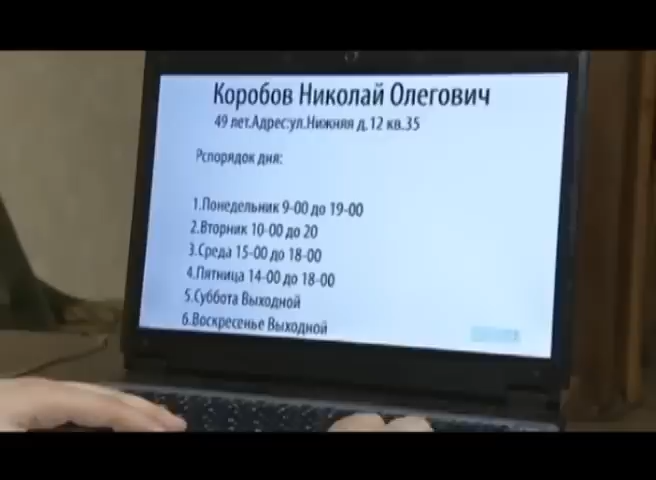 Коробов Николай Олегович
49 лет.Адрес:ул.Нижняя д.12 кв.35
Рспорядок дня:
1.Понедельник 9-00 до 19-00
2.Вторник 10-00 до 20
3.Среда 15-00 до 18-00
4.Пятница 14-00 до 18-00
5.Суббота Выходной
6.Воскресенье Выходной